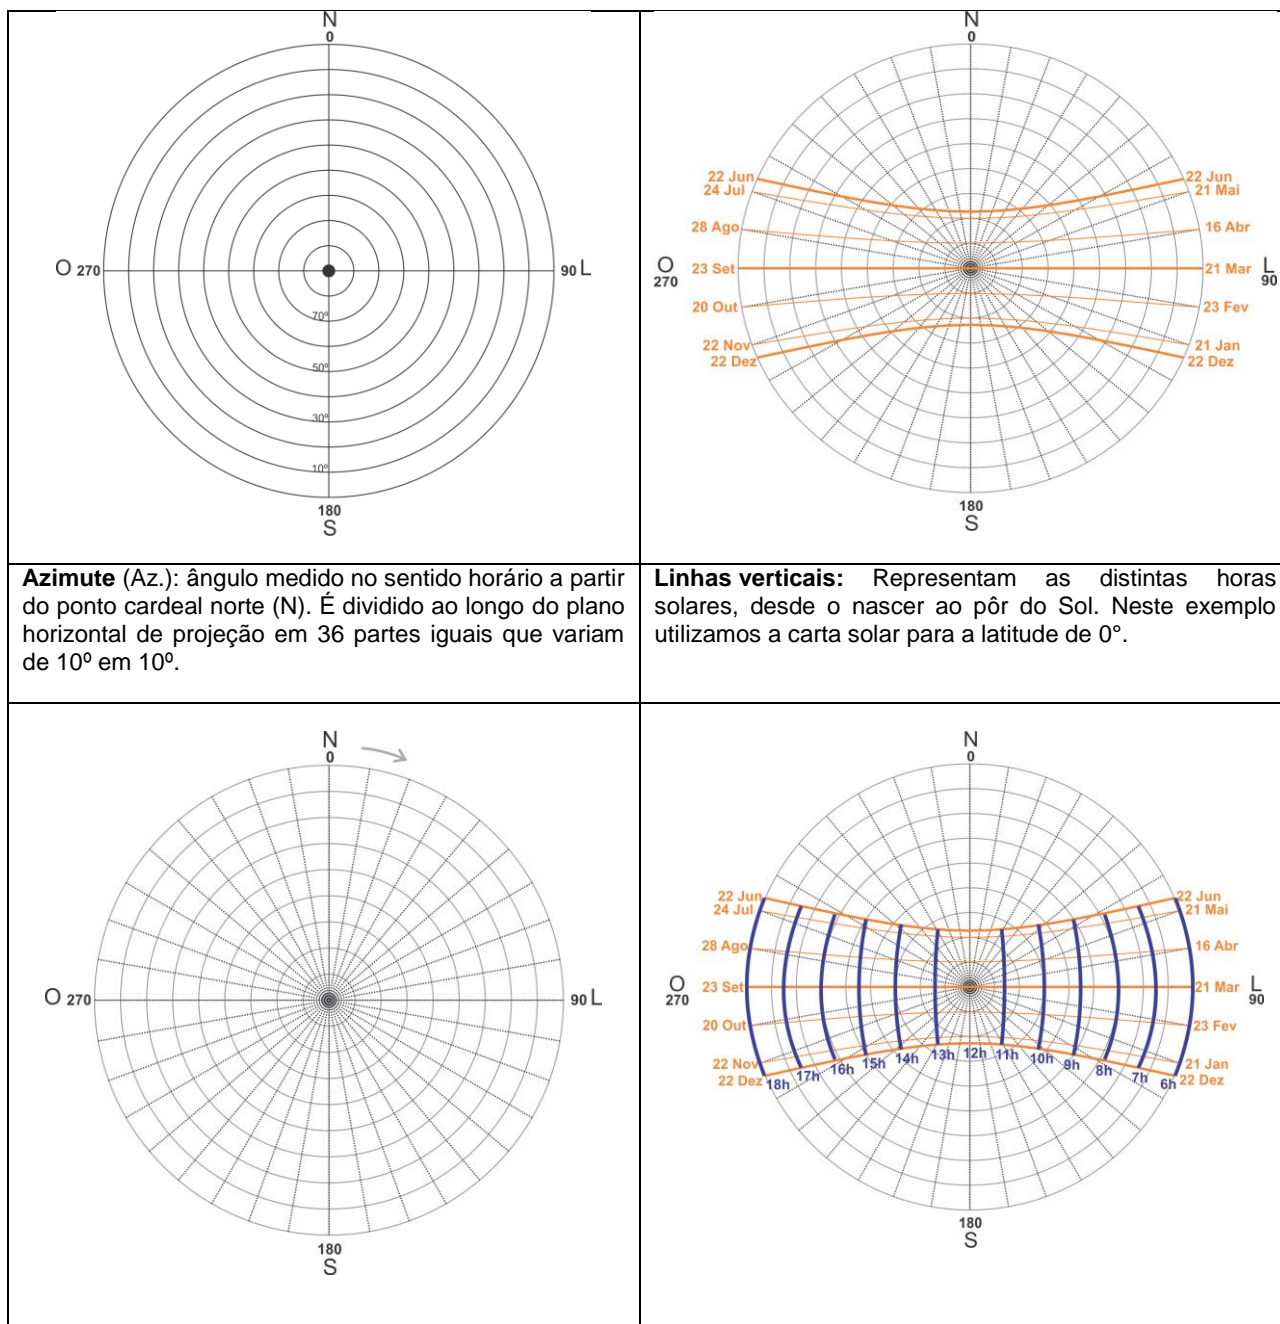 N
0
O 270
90 L
70º
50º
30º
10º
180
S
N
0
22 Jun
24 Jul
28 Ago
23 Set
20 Out
22 Nov
22 Dez
O
270
22 Jun
21 Mai
16 Abr
21 Mar
23 Fev
21 Jan
22 Dez
L
90
180
S
Azimute (Az.): ângulo medido no sentido horário a partir
do ponto cardeal norte (N). É dividido ao longo do plano
horizontal de projeção em 36 partes iguais que variam
de 10º em 10º.
Linhas verticais: Representam as distintas horas
solares, desde o nascer ao pôr do Sol. Neste exemplo
utilizamos a carta solar para a latitude de 0°.
N
0
O 270
90 L
180
S
N
0
22 Jun
24 Jul
28 Ago
23 Set
20 Out
22 Nov
22 Dez
O
270
22 Jun
21 Mai
16 Abr
21 Mar
23 Fev
21 Jan
22 Dez
L
90
18h 17h 16h 15h 14h 13h 12h 11h 10h 9h 8h 7h 6h
180
S